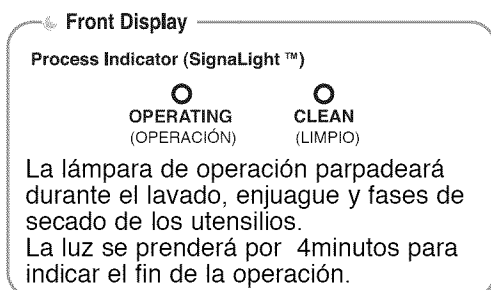 Front Display
Process Indicator (SignaLight ™)
OPERATING CLEAN
(OPERACIÓN) (LIMPIO)
La lámpara de operación parpadeará
durante el lavado, enjuague y fases de
secado de los utensilios.
La luz se prenderá por 4minutos para
indicar el fin de la operación.